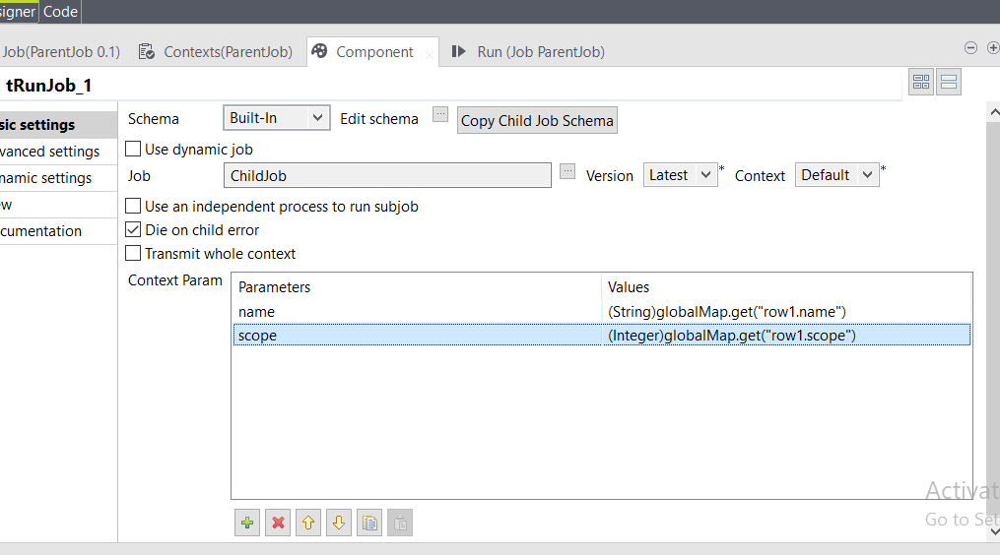 signer Code
Job(ParentJob 0.1) Contexts(ParentJob) Component Run (Job ParentJob)
tRunJob_1
sic settings
vanced settings
namic settings
ew
cumentation
Schema Built-In Edit schema ... Copy Child Job Schema
Use dynamic job
Job ChildJob ... Version Latest * Context Default *
Use an independent process to run subjob
Die on child error
Transmit whole context
Context Param Parameters Values
name (String)globalMap.get("row1.name")
scope (Integer)globalMap.get("row1.scope")
Activat
Go to Set